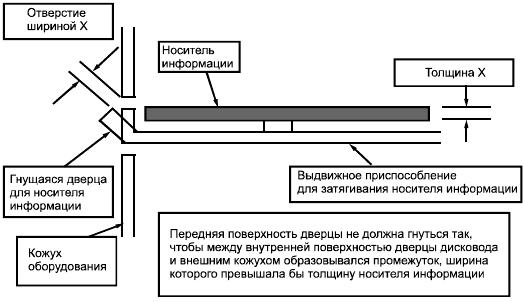 Отверстие
шириной X
Носитель
информации
Толщина X
Гнущаяся дверца
для носителя
информации
Выдвижное приспособление
для затягивания носителя информации
Кожух
оборудования
Передняя поверхность дверцы не должна гнуться так,
чтобы между внутренней поверхностью дверцы дисковода
и внешним кожухом образовывался промежуток, ширина
которого превышала бы толщину носителя информации